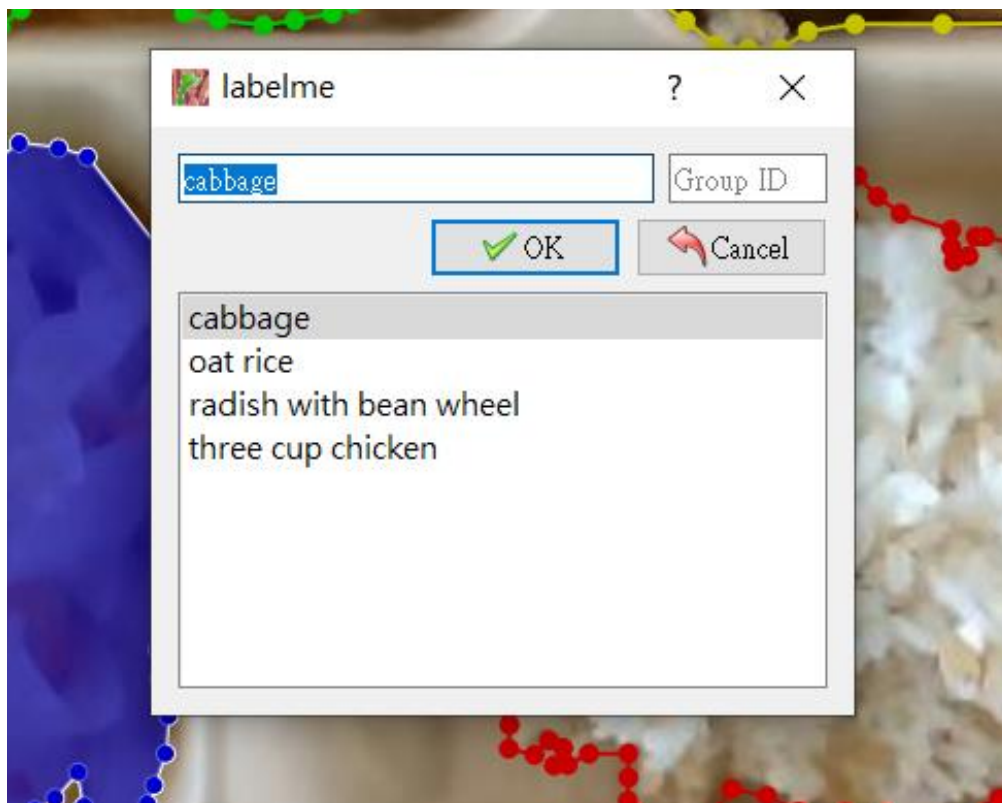 labelme
?
cabbage
Group ID
OK
Cancel
cabbage
oat rice
radish with bean wheel
three cup chicken